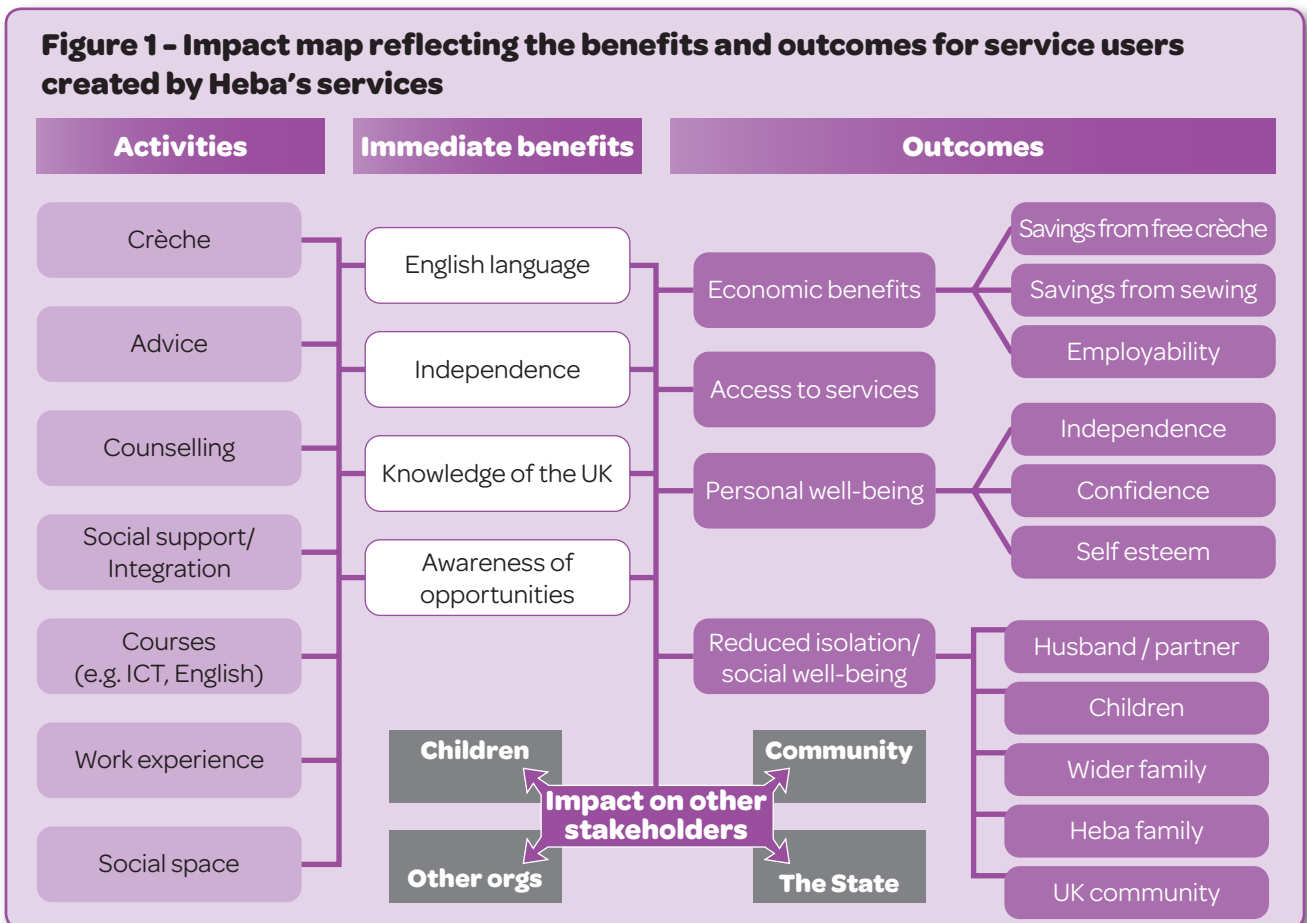 Figure 1 – Impact map reflecting the benefits and outcomes for service users
created by Heba's services
Activities
Immediate benefits
Outcomes
Crèche
Advice
Counselling
Social support/
Integration
Courses
(e.g. ICT, English)
Work experience
Social space
English language
Independence
Knowledge of the UK
Awareness of
opportunities
Economic benefits
Access to services
Personal well-being
Reduced isolation/
social well-being
Savings from free crèche
Savings from sewing
Employability
Independence
Confidence
Self esteem
Husband / partner
Children
Wider family
Heba family
UK community
Children
Community
Impact on other
stakeholders
Other orgs
The State